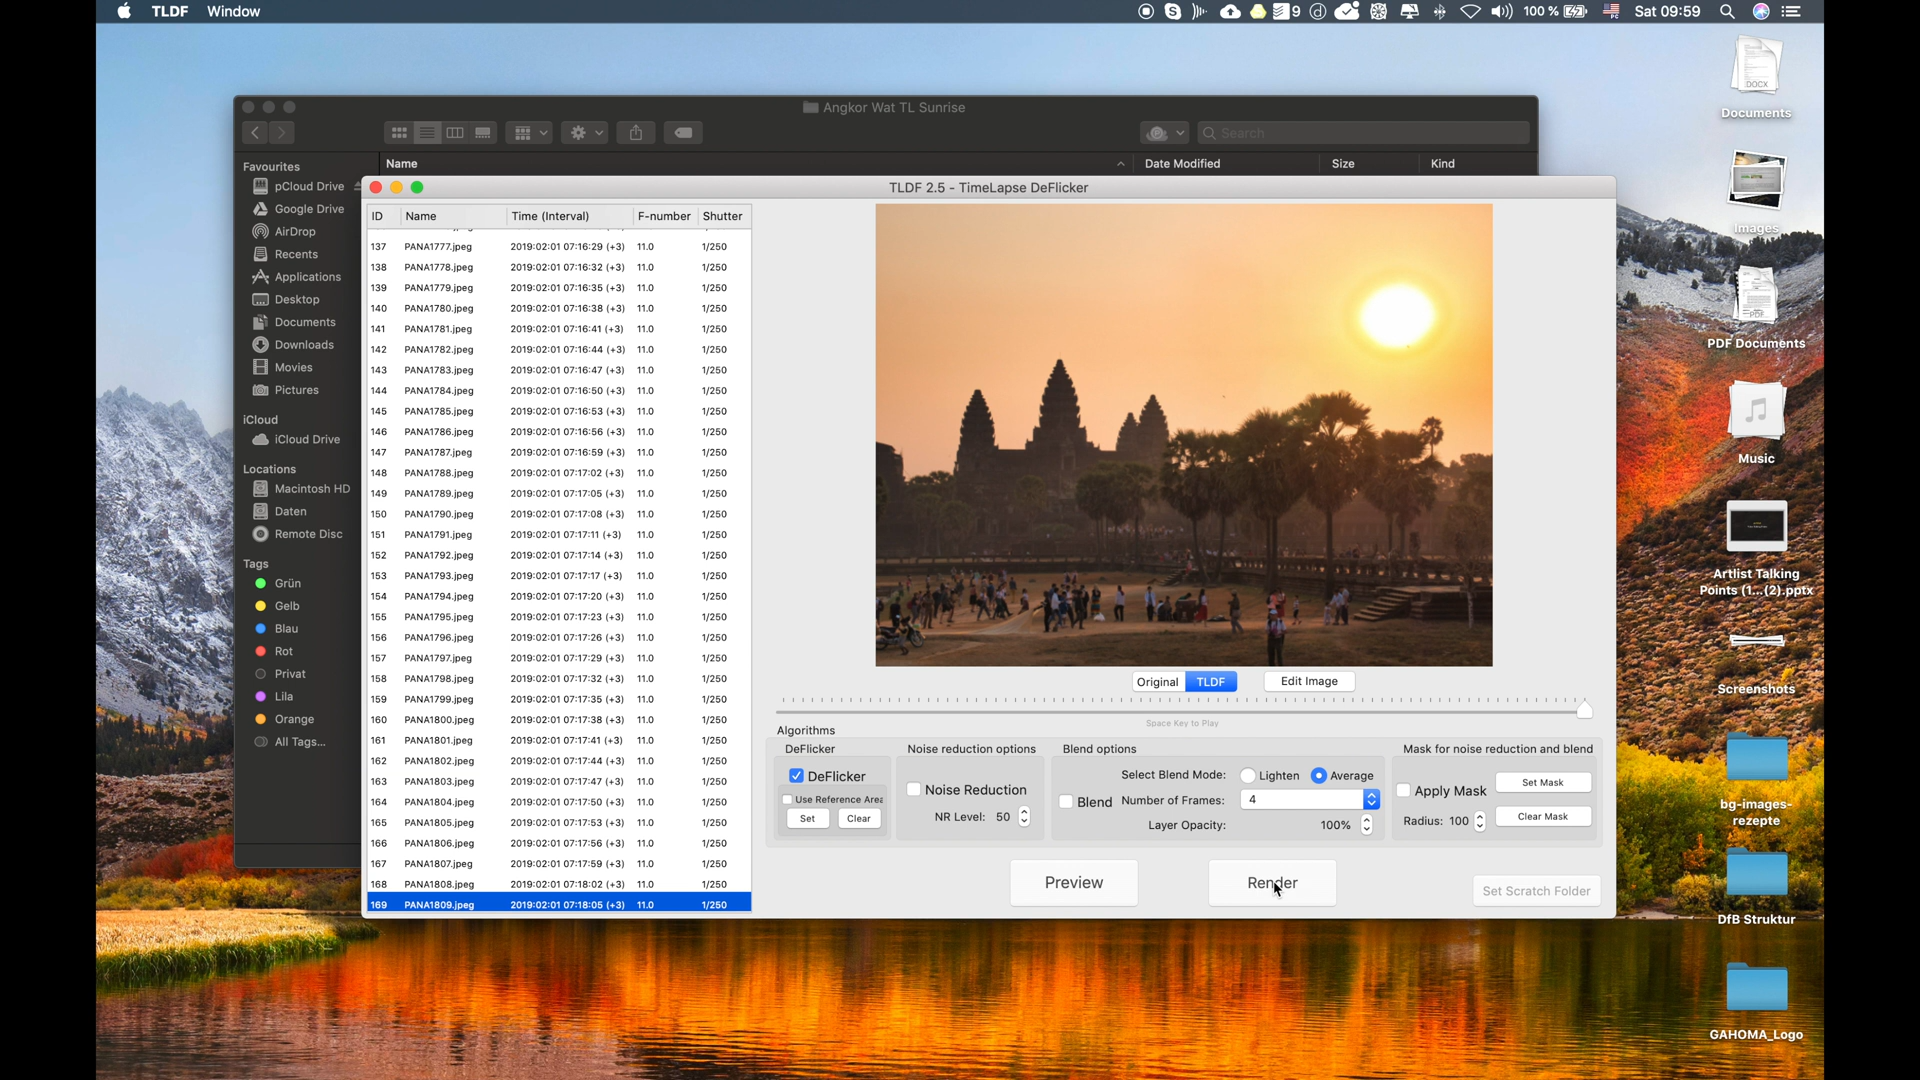 TLDF Window
9 100 % Sat 09:59
Angkor Wat TL Sunrise
Search
Name Date Modified Size Kind
Favourites
pCloud Drive
Google Drive
AirDrop
Recents
Applications
Desktop
Documents
Downloads
Movies
Pictures
iCloud
iCloud Drive
Locations
Macintosh HD
Daten
Remote Disc
Tags
Grün
Gelb
Blau
Rot
Privat
Lila
Orange
All Tags...
TLDF 2.5 - TimeLapse DeFlicker
ID Name Time (Interval) F-number Shutter
137 PANA1777.jpeg 2019:02:01 07:16:29 (+3) 11.0 1/250
138 PANA1778.jpeg 2019:02:01 07:16:32 (+3) 11.0 1/250
139 PANA1779.jpeg 2019:02:01 07:16:35 (+3) 11.0 1/250
140 PANA1780.jpeg 2019:02:01 07:16:38 (+3) 11.0 1/250
141 PANA1781.jpeg 2019:02:01 07:16:41 (+3) 11.0 1/250
142 PANA1782.jpeg 2019:02:01 07:16:44 (+3) 11.0 1/250
143 PANA1783.jpeg 2019:02:01 07:16:47 (+3) 11.0 1/250
144 PANA1784.jpeg 2019:02:01 07:16:50 (+3) 11.0 1/250
145 PANA1785.jpeg 2019:02:01 07:16:53 (+3) 11.0 1/250
146 PANA1786.jpeg 2019:02:01 07:16:56 (+3) 11.0 1/250
147 PANA1787.jpeg 2019:02:01 07:16:59 (+3) 11.0 1/250
148 PANA1788.jpeg 2019:02:01 07:17:02 (+3) 11.0 1/250
149 PANA1789.jpeg 2019:02:01 07:17:05 (+3) 11.0 1/250
150 PANA1790.jpeg 2019:02:01 07:17:08 (+3) 11.0 1/250
151 PANA1791.jpeg 2019:02:01 07:17:11 (+3) 11.0 1/250
152 PANA1792.jpeg 2019:02:01 07:17:14 (+3) 11.0 1/250
153 PANA1793.jpeg 2019:02:01 07:17:17 (+3) 11.0 1/250
154 PANA1794.jpeg 2019:02:01 07:17:20 (+3) 11.0 1/250
155 PANA1795.jpeg 2019:02:01 07:17:23 (+3) 11.0 1/250
156 PANA1796.jpeg 2019:02:01 07:17:26 (+3) 11.0 1/250
157 PANA1797.jpeg 2019:02:01 07:17:29 (+3) 11.0 1/250
158 PANA1798.jpeg 2019:02:01 07:17:32 (+3) 11.0 1/250
159 PANA1799.jpeg 2019:02:01 07:17:35 (+3) 11.0 1/250
160 PANA1800.jpeg 2019:02:01 07:17:38 (+3) 11.0 1/250
161 PANA1801.jpeg 2019:02:01 07:17:41 (+3) 11.0 1/250
162 PANA1802.jpeg 2019:02:01 07:17:44 (+3) 11.0 1/250
163 PANA1803.jpeg 2019:02:01 07:17:47 (+3) 11.0 1/250
164 PANA1804.jpeg 2019:02:01 07:17:50 (+3) 11.0 1/250
165 PANA1805.jpeg 2019:02:01 07:17:53 (+3) 11.0 1/250
166 PANA1806.jpeg 2019:02:01 07:17:56 (+3) 11.0 1/250
167 PANA1807.jpeg 2019:02:01 07:17:59 (+3) 11.0 1/250
168 PANA1808.jpeg 2019:02:01 07:18:02 (+3) 11.0 1/250
169 PANA1809.jpeg 2019:02:01 07:18:05 (+3) 11.0 1/250
Original TLDF Edit Image
Space Key to Play
Algorithms
DeFlicker
DeFlicker
Use Reference Area
Set Clear
Noise reduction options
Noise Reduction
NR Level: 50
Blend options
Select Blend Mode: Lighten Average
Blend Number of Frames: 4
Layer Opacity: 100%
Mask for noise reduction and blend
Apply Mask Set Mask
Radius: 100 Clear Mask
Preview Render Set Scratch Folder
DOCX
Documents
Images
PDF
PDF Documents
Music
Artlist Talking
Points (1...(2).pptx
Screenshots
bg-images-
rezepte
DfB Struktur
GAHOMA_Logo